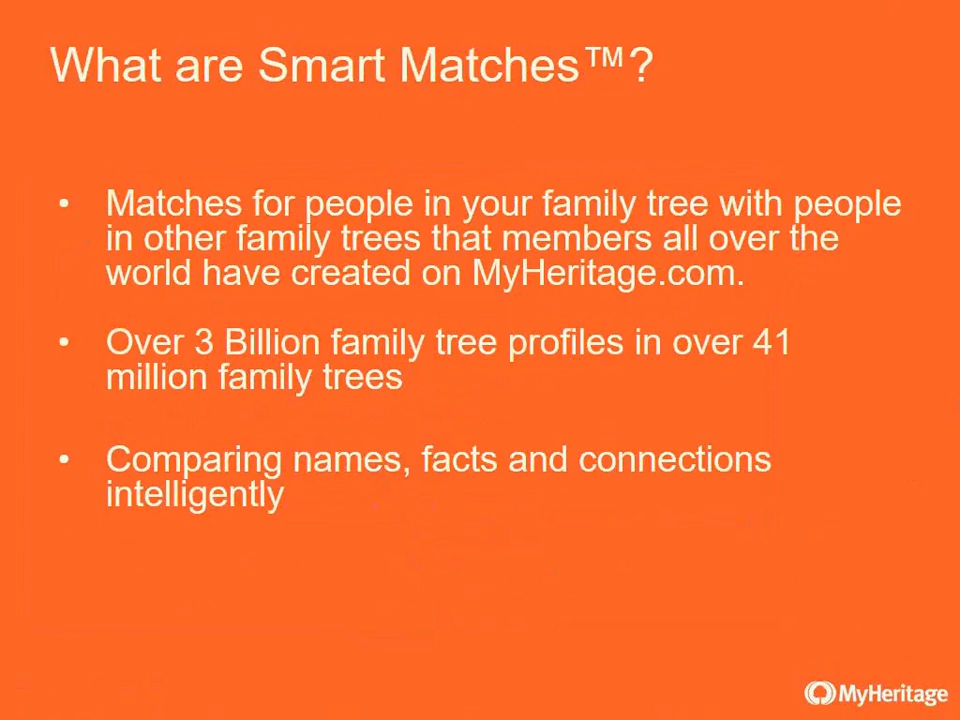 What are Smart Matches™?
• Matches for people in your family tree with people
in other family trees that members all over the
world have created on MyHeritage.com.
• Over 3 Billion family tree profiles in over 41
million family trees
• Comparing names, facts and connections
intelligently
MyHeritage